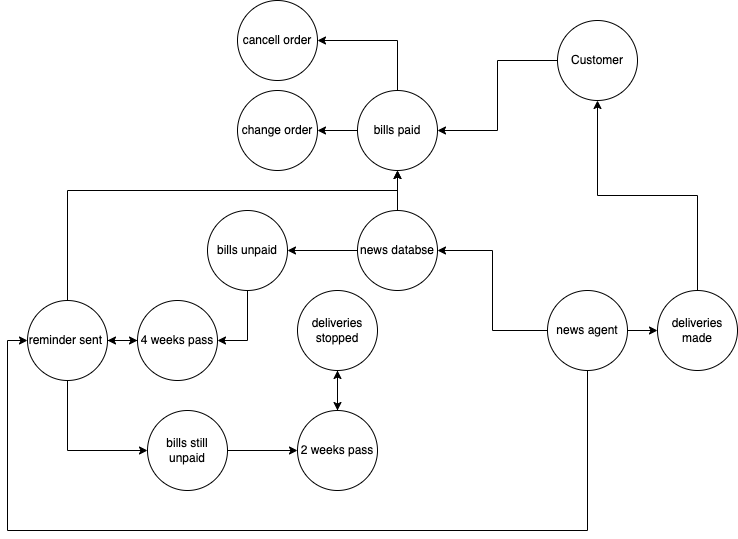 cancell order
Customer
change order
bills paid
bills unpaid
news databse
deliveries
stopped
news agent
deliveries
made
reminder sent
4 weeks pass
bills still
unpaid
2 weeks pass